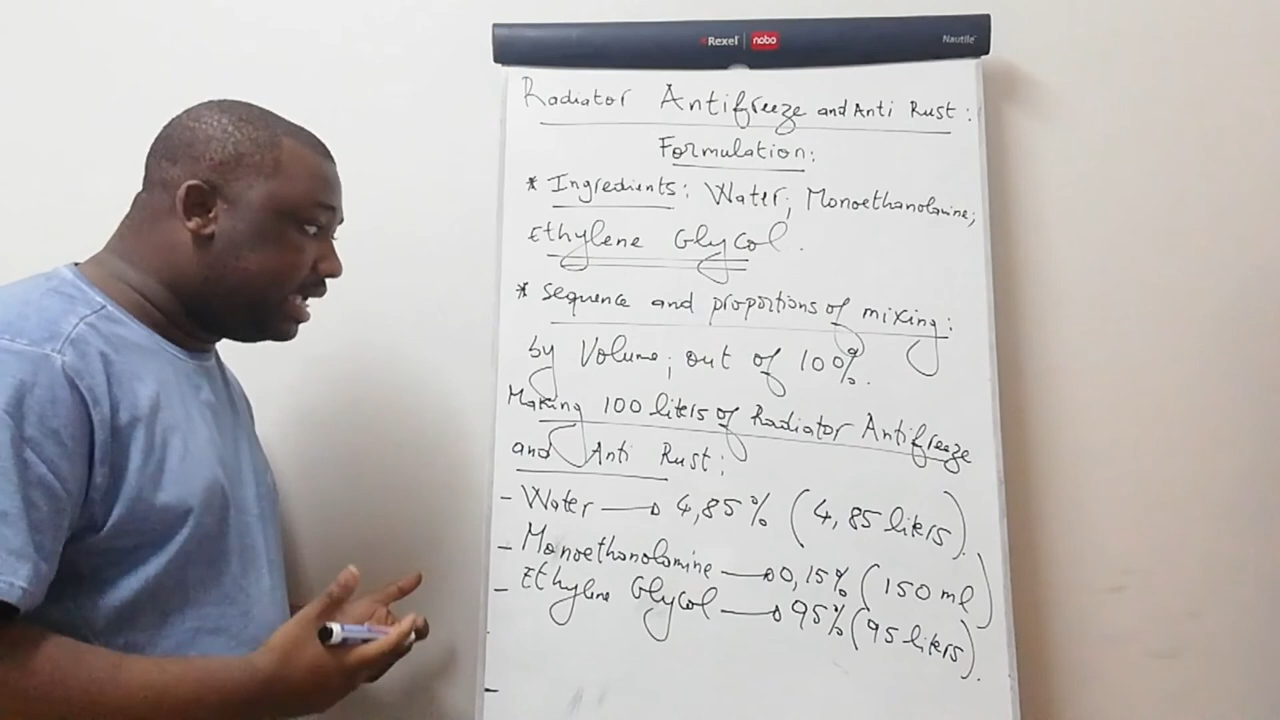 Rexel nobo Nautile
Radiator Antifreeze and Anti Rust:
Formulation:
* Ingredients: Water; Monoethanolamine;
Ethylene Glycol.
* sequence and proportions of mixing:
by Volume; out of 100%.
Making 100 liters of Radiator Antifreeze
and Anti Rust:
- Water → 4,85% (4,85 liters).
- Monoethanolamine → 0,15% (150 ml)
- Ethylene Glycol → 95% (95 liters).
-